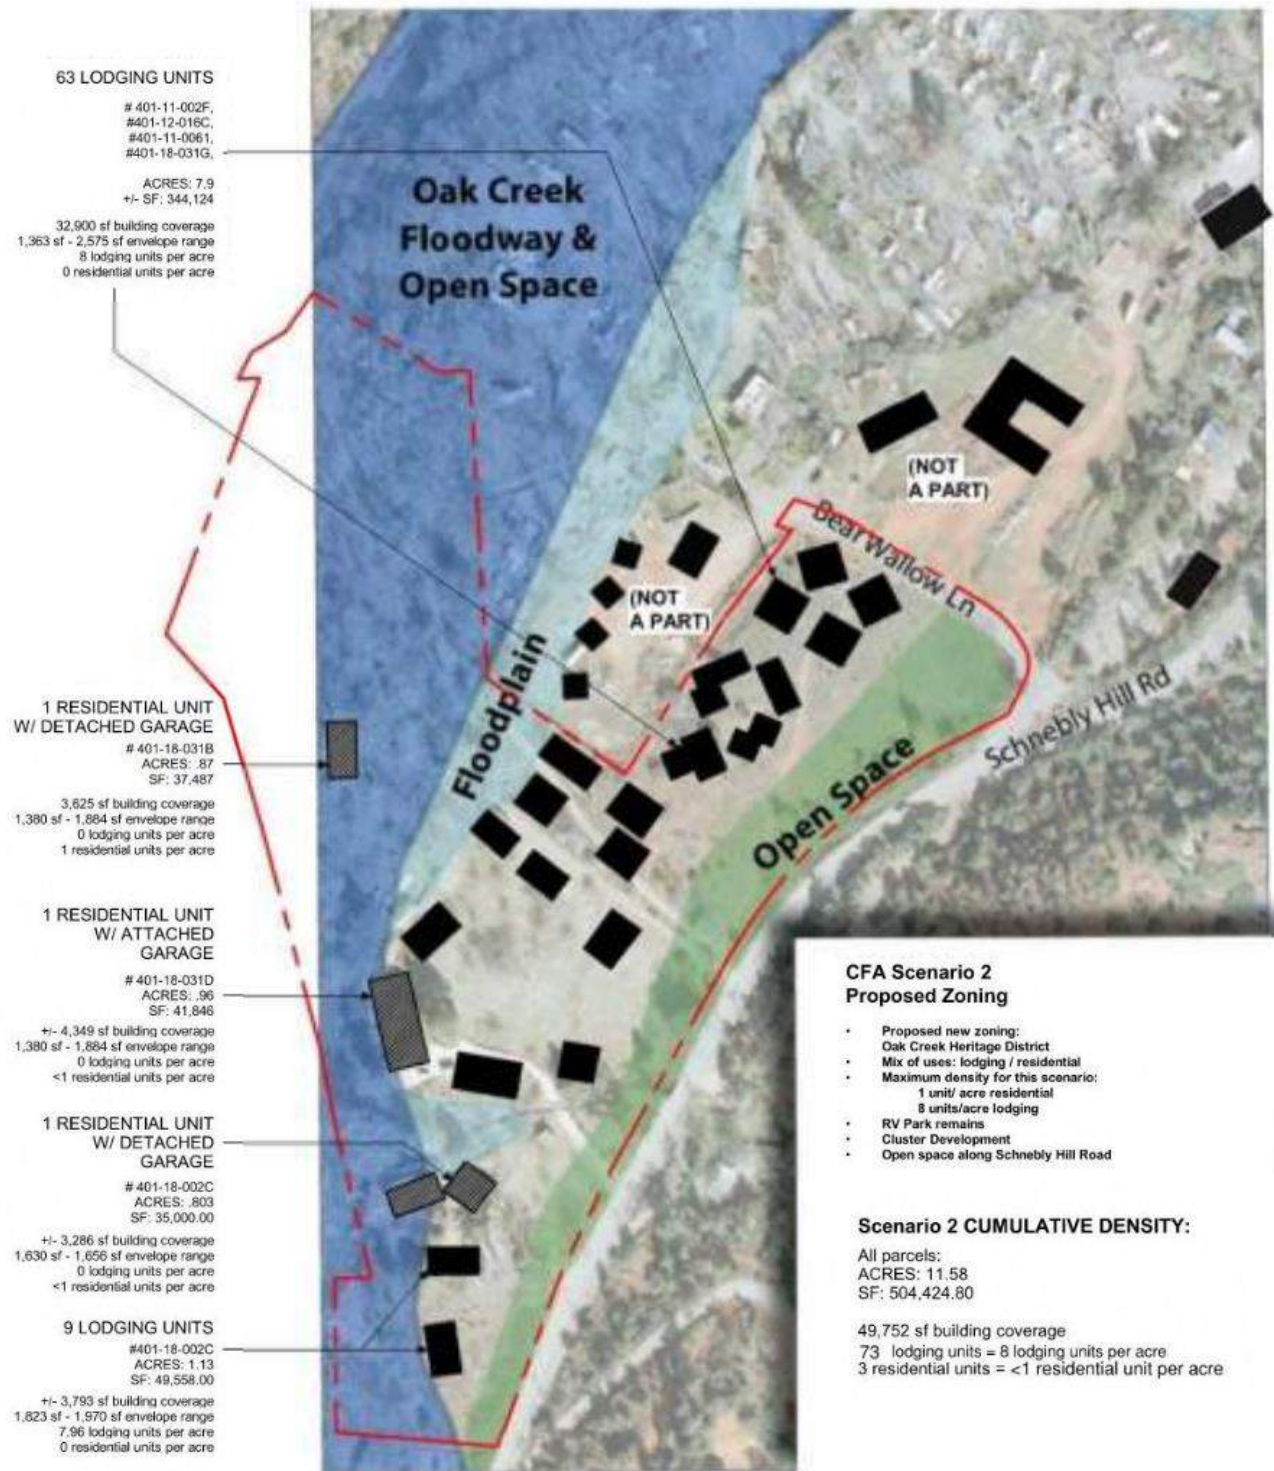 63 LODGING UNITS
# 401-11-002F,
#401-12-016C,
#401-11-0061,
#401-18-031G,
ACRES: 7.9
+/- SF: 344,124
32,900 sf building coverage
1,363 sf - 2,575 sf envelope range
8 lodging units per acre
0 residential units per acre
1 RESIDENTIAL UNIT
W/ DETACHED GARAGE
# 401-18-031B
ACRES: .87
SF: 37,487
3,625 sf building coverage
1,380 sf - 1,884 sf envelope range
0 lodging units per acre
1 residential units per acre
1 RESIDENTIAL UNIT
W/ ATTACHED
GARAGE
# 401-18-031D
ACRES: .96
SF: 41,846
+/- 4,349 sf building coverage
1,380 sf - 1,884 sf envelope range
0 lodging units per acre
<1 residential units per acre
1 RESIDENTIAL UNIT
W/ DETACHED
GARAGE
# 401-18-002C
ACRES: .803
SF: 35,000.00
+/- 3,286 sf building coverage
1,630 sf - 1,656 sf envelope range
0 lodging units per acre
<1 residential units per acre
9 LODGING UNITS
#401-18-002C
ACRES: 1.13
SF: 49,558.00
+/- 3,793 sf building coverage
1,823 sf - 1,970 sf envelope range
7.96 lodging units per acre
0 residential units per acre
Oak Creek
Floodway &
Open Space
(NOT
A PART)
Bear Wallow Ln
(NOT
A PART)
Floodplain
Schnebly Hill Rd
Open Space
CFA Scenario 2
Proposed Zoning
• Proposed new zoning:
Oak Creek Heritage District
• Mix of uses: lodging / residential
• Maximum density for this scenario:
1 unit/ acre residential
8 units/acre lodging
• RV Park remains
• Cluster Development
• Open space along Schnebly Hill Road
Scenario 2 CUMULATIVE DENSITY:
All parcels:
ACRES: 11.58
SF: 504,424.80
49,752 sf building coverage
73 lodging units = 8 lodging units per acre
3 residential units = <1 residential unit per acre